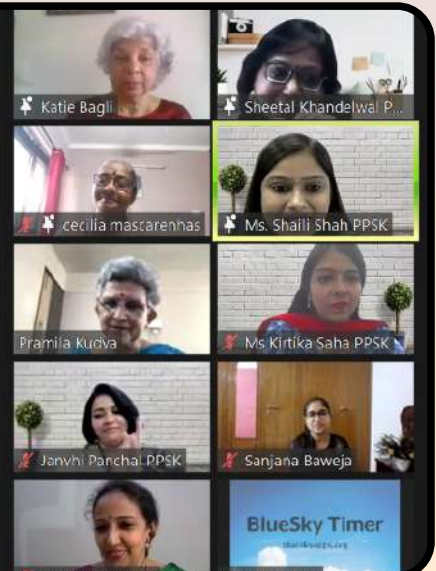 Katie Bagli
Sheetal Khandelwal P...
cecilia mascarenhas
Ms. Shaili Shah PPSK
Pramila Kudva
Ms Kirtika Saha PPSK
Janvhi Panchal PPSK
Sanjana Baweja
BlueSky Timer